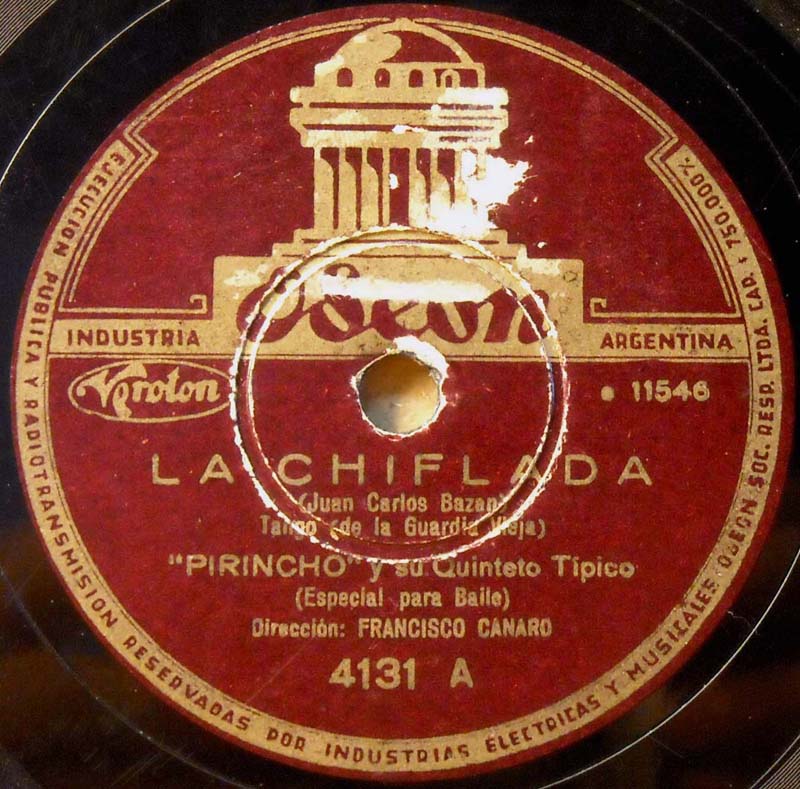 Odeon
INDUSTRIA ARGENTINA
Veroton • 11546
LA CHIFLADA
(Juan Carlos Bazan)
Tango (de la Guardia Vieja)
"PIRINCHO" y su Quinteto Típico
(Especial para Baile)
Dirección: FRANCISCO CANARO
4131 A
EJECUCION PUBLICA Y RADIOTRANSMISION RESERVADAS POR INDUSTRIAS ELECTRICAS Y MUSICALES ODEON SOC. RESP. LTDA. CAP. $ 750.000%